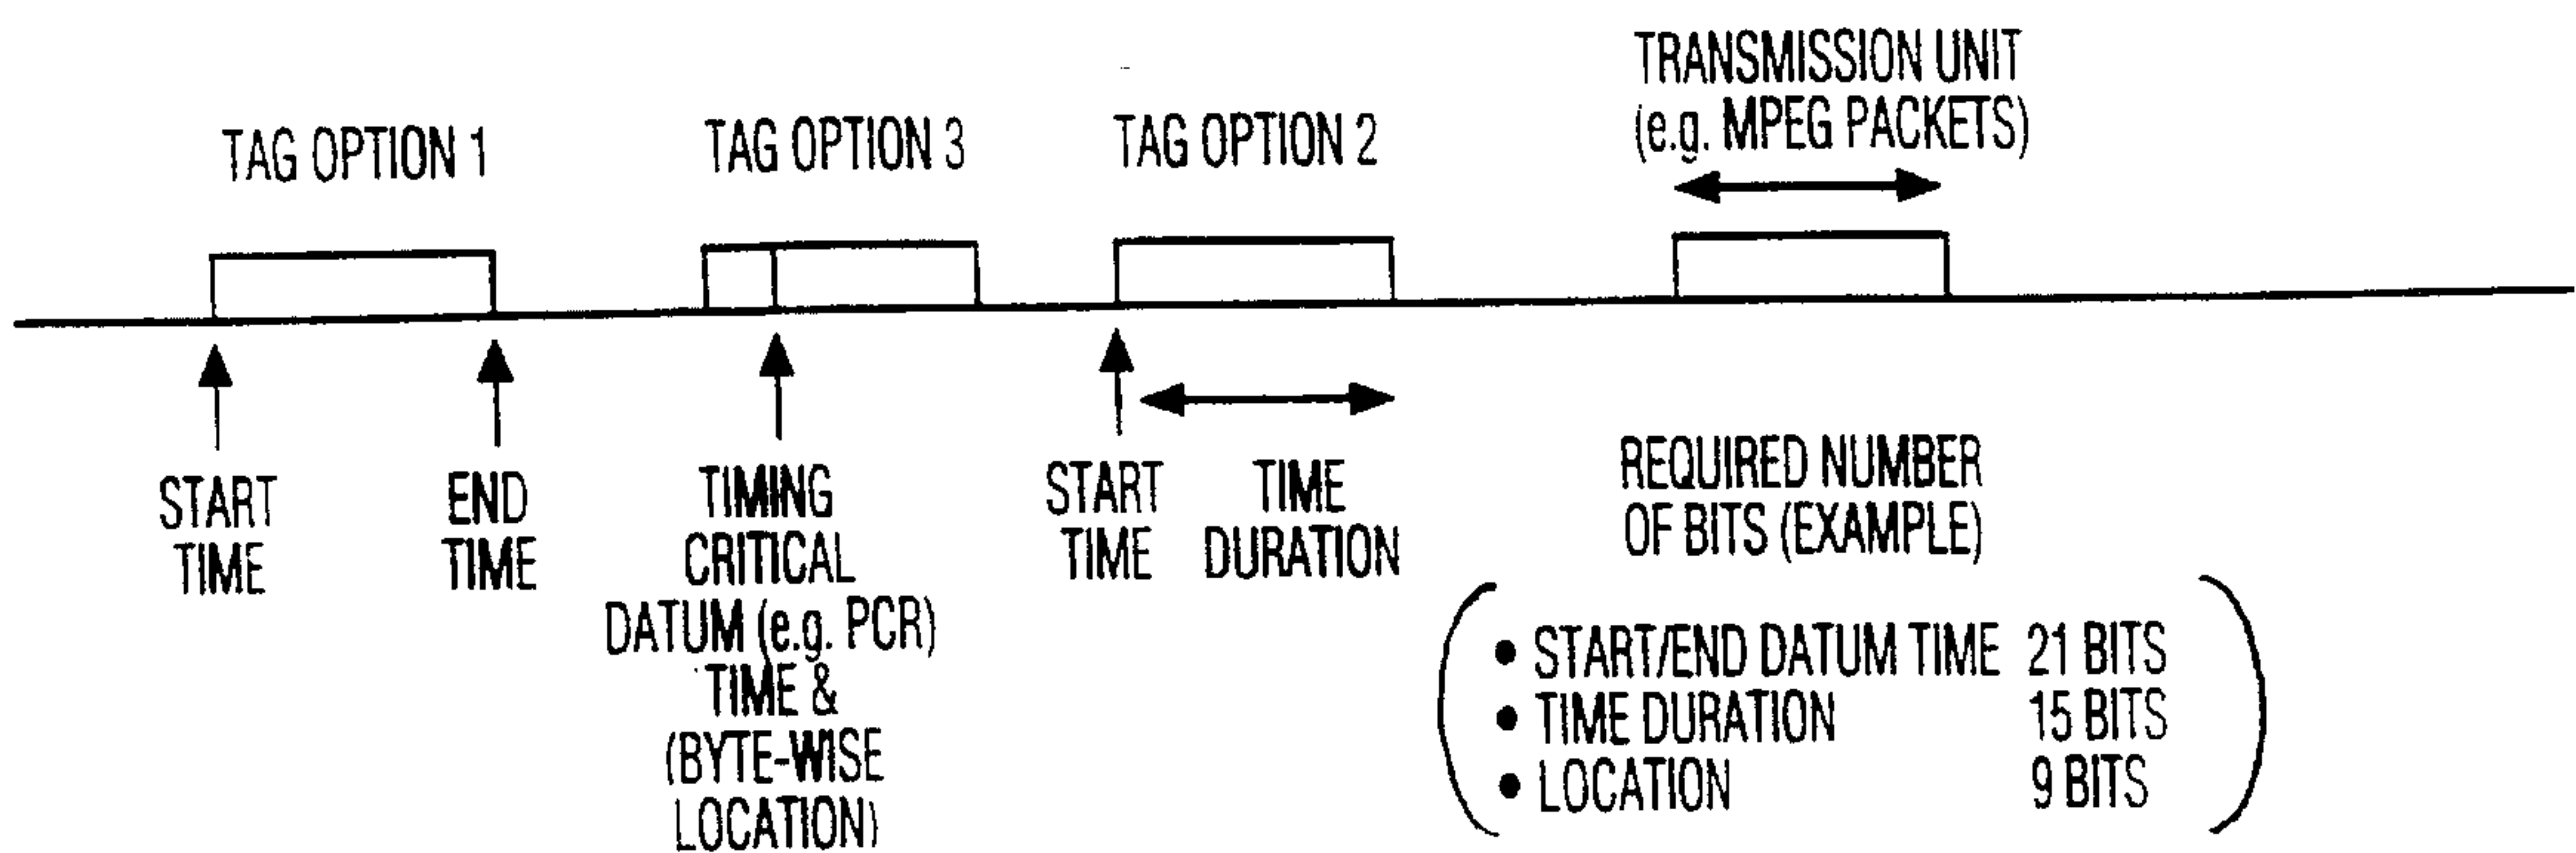 TAG OPTION 1
TAG OPTION 3
TAG OPTION 2
TRANSMISSION UNIT
(e.g. MPEG PACKETS)
START
TIME
END
TIME
TIMING
CRITICAL
DATUM (e.g. PCR)
TIME &
(BYTE-WISE
LOCATION)
START
TIME
TIME
DURATION
REQUIRED NUMBER
OF BITS (EXAMPLE)
• START/END DATUM TIME 21 BITS
• TIME DURATION 15 BITS
• LOCATION 9 BITS